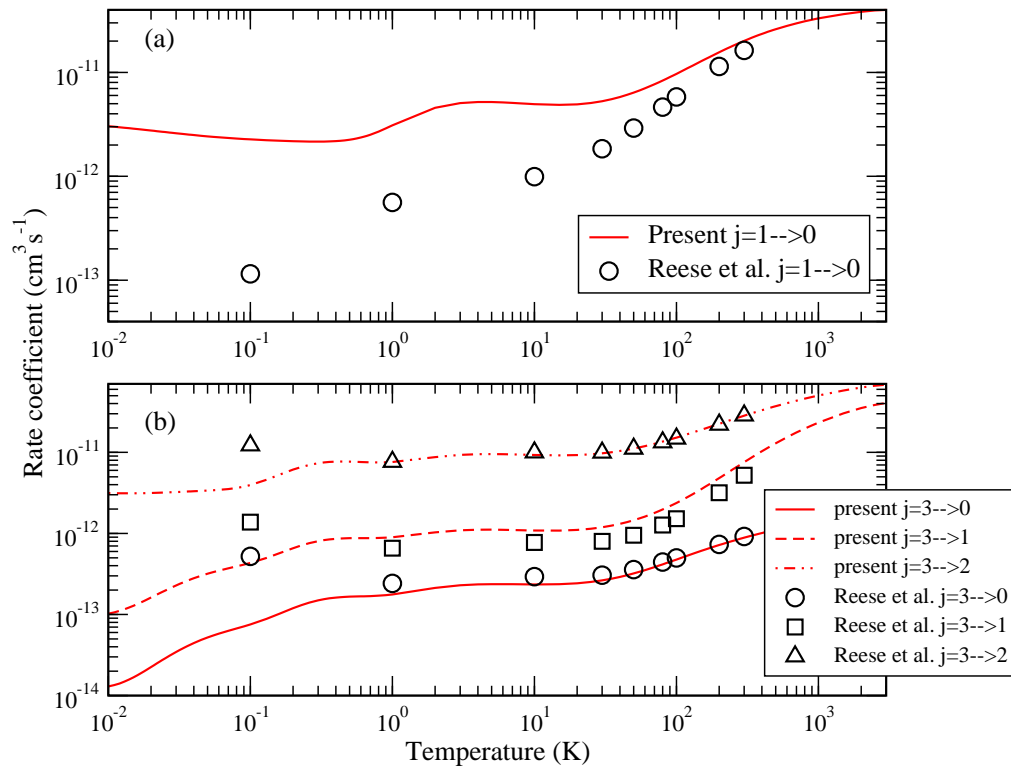 (a)
10^-11
10^-12
10^-13
Present j=1-->0
Reese et al. j=1-->0
10^-2 10^-1 10^0 10^1 10^2 10^3
Rate coefficient (cm^3 s^-1)
(b)
10^-11
10^-12
10^-13
10^-14
present j=3-->0
present j=3-->1
present j=3-->2
Reese et al. j=3-->0
Reese et al. j=3-->1
Reese et al. j=3-->2
10^-2 10^-1 10^0 10^1 10^2 10^3
Temperature (K)